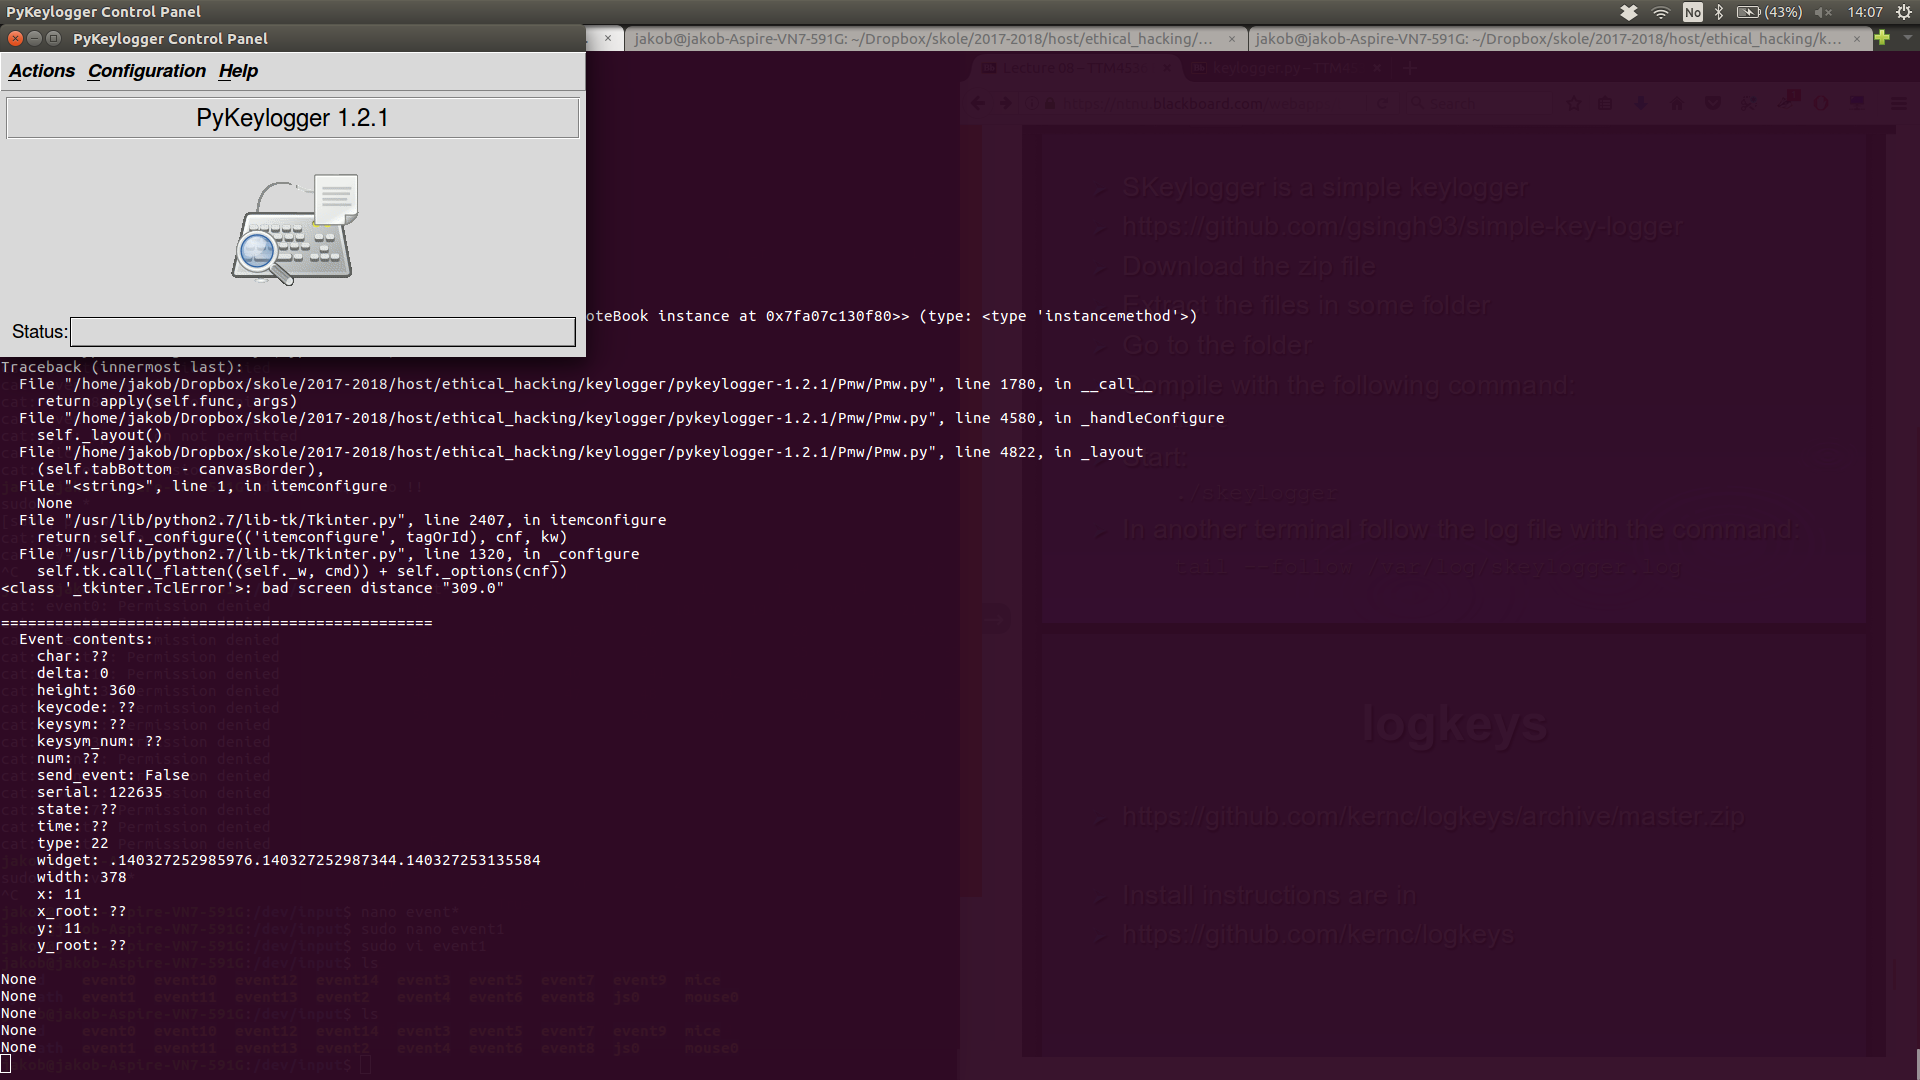 PyKeylogger Control Panel
No
(43%)
14:07
PyKeylogger Control Panel
jakob@jakob-Aspire-VN7-591G: ~/Dropbox/skole/2017-2018/host/ethical_hacking/...
jakob@jakob-Aspire-VN7-591G: ~/Dropbox/skole/2017-2018/host/ethical_hacking/k...
Actions Configuration Help
PyKeylogger 1.2.1
Status:
oteBook instance at 0x7fa07c130f80>> (type: <type 'instancemethod'>)
Traceback (innermost last):
File "/home/jakob/Dropbox/skole/2017-2018/host/ethical_hacking/keylogger/pykeylogger-1.2.1/Pmw/Pmw.py", line 1780, in __call__
return apply(self.func, args)
File "/home/jakob/Dropbox/skole/2017-2018/host/ethical_hacking/keylogger/pykeylogger-1.2.1/Pmw/Pmw.py", line 4580, in _handleConfigure
self._layout()
File "/home/jakob/Dropbox/skole/2017-2018/host/ethical_hacking/keylogger/pykeylogger-1.2.1/Pmw/Pmw.py", line 4822, in _layout
(self.tabBottom - canvasBorder),
File "<string>", line 1, in itemconfigure
None
File "/usr/lib/python2.7/lib-tk/Tkinter.py", line 2407, in itemconfigure
return self._configure(('itemconfigure', tagOrId), cnf, kw)
File "/usr/lib/python2.7/lib-tk/Tkinter.py", line 1320, in _configure
self.tk.call(_flatten((self._w, cmd)) + self._options(cnf))
<class '_tkinter.TclError'>: bad screen distance "309.0"
================================================
Event contents:
char: ??
delta: 0
height: 360
keycode: ??
keysym: ??
keysym_num: ??
num: ??
send_event: False
serial: 122635
state: ??
time: ??
type: 22
widget: .140327252985976.140327252987344.140327253135584
width: 378
x: 11
x_root: ??
y: 11
y_root: ??
None
None
None
None
None
SKeylogger is a simple keylogger
https://github.com/gsingh93/simple-key-logger
Download the zip file
Extract the files in some folder
Go to the folder
Compile with the following command:
Start:
./skeylogger
In another terminal follow the log file with the command:
logkeys
https://github.com/kernc/logkeys/archive/master.zip
Install instructions are in
https://github.com/kernc/logkeys